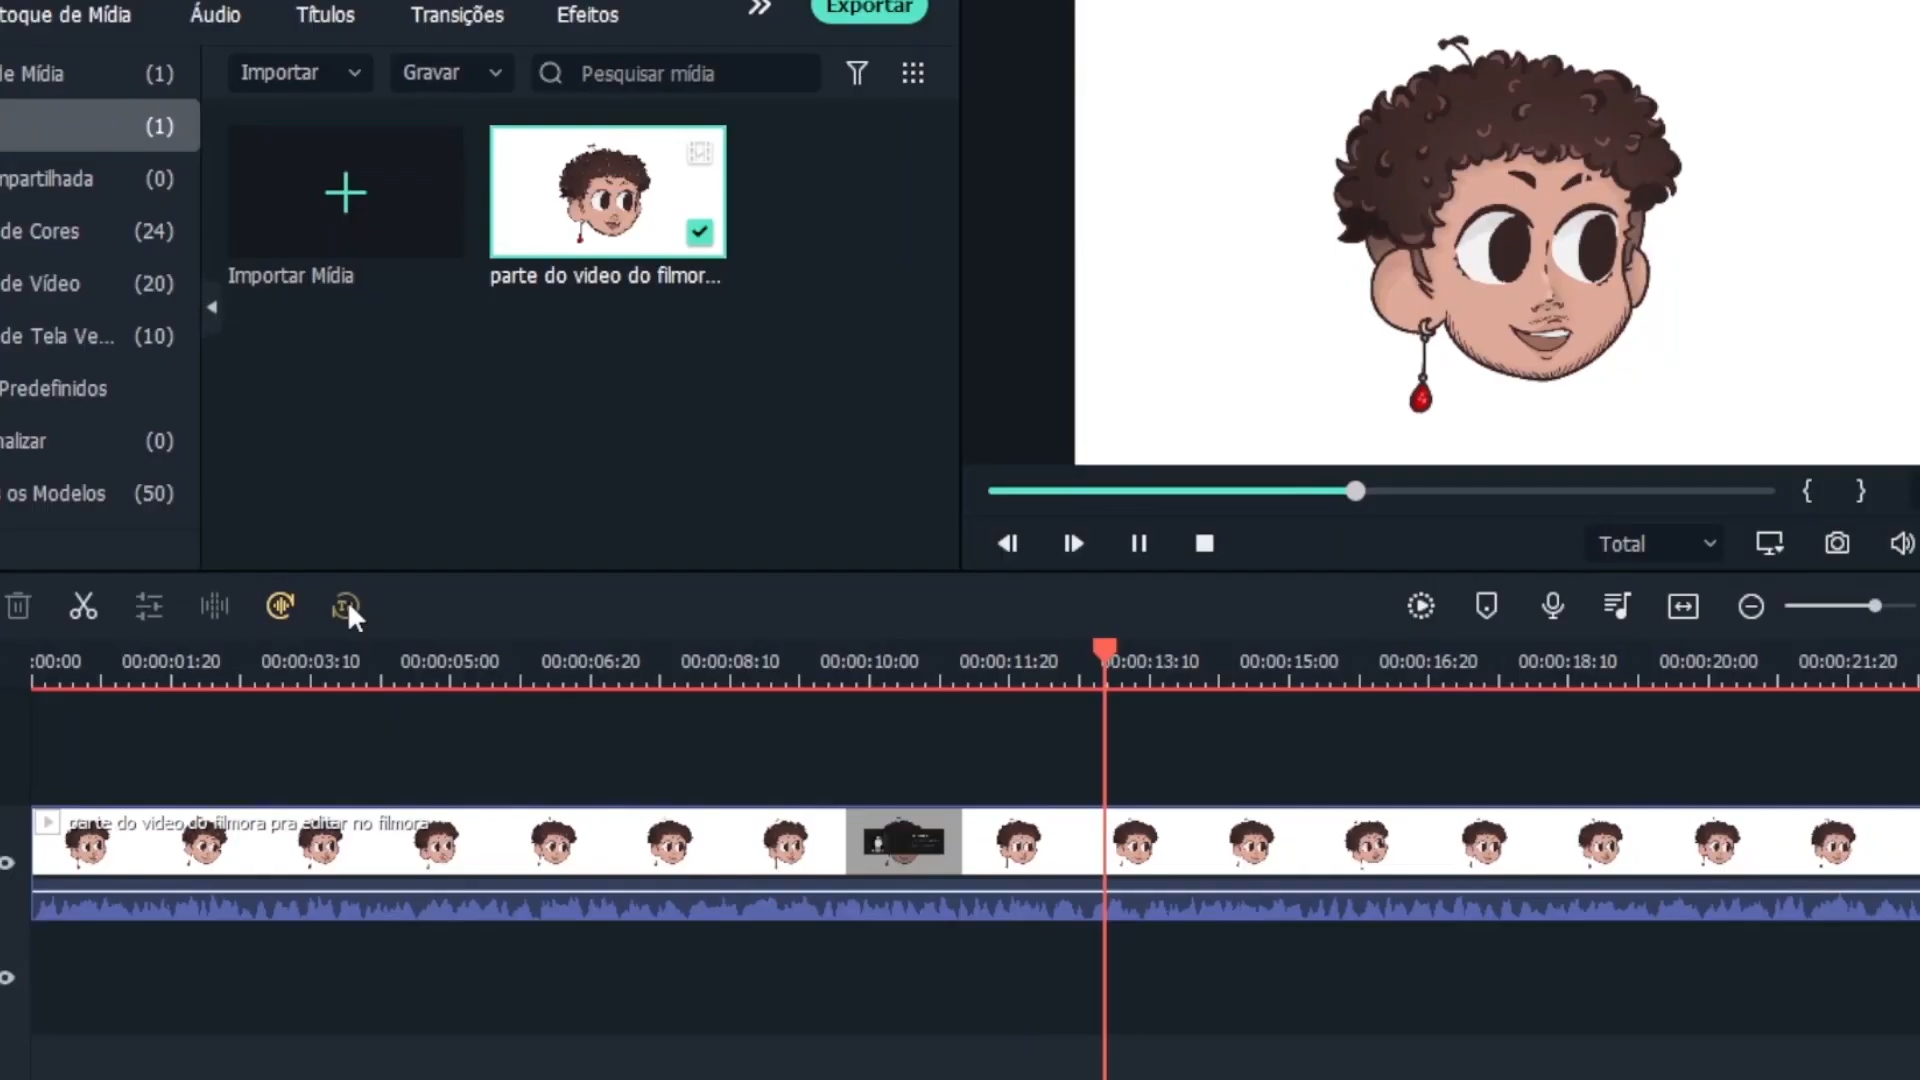 toque de Mídia Áudio Títulos Transições Efeitos Exportar
de Mídia (1) Importar Gravar Pesquisar mídia
(1)
mpartilhada (0)
de Cores (24)
de Vídeo (20)
de Tela Ve... (10)
Predefinidos
nalizar (0)
os Modelos (50)
Importar Mídia parte do video do filmor...
{ }
Total
:00:00 00:00:01:20 00:00:03:10 00:00:05:00 00:00:06:20 00:00:08:10 00:00:10:00 00:00:11:20 00:00:13:10 00:00:15:00 00:00:16:20 00:00:18:10 00:00:20:00 00:00:21:20
parte do video do filmora pra editar no filmora